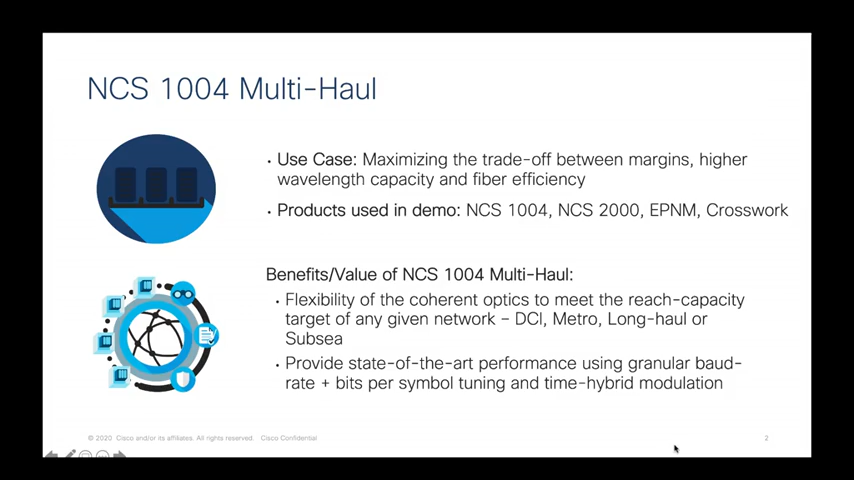 NCS 1004 Multi-Haul
• Use Case: Maximizing the trade-off between margins, higher
wavelength capacity and fiber efficiency
• Products used in demo: NCS 1004, NCS 2000, EPNM, Crosswork
Benefits/Value of NCS 1004 Multi-Haul:
• Flexibility of the coherent optics to meet the reach-capacity
target of any given network – DCI, Metro, Long-haul or
Subsea
• Provide state-of-the-art performance using granular baud-
rate + bits per symbol tuning and time-hybrid modulation
© 2020 Cisco and/or its affiliates. All rights reserved. Cisco Confidential
2